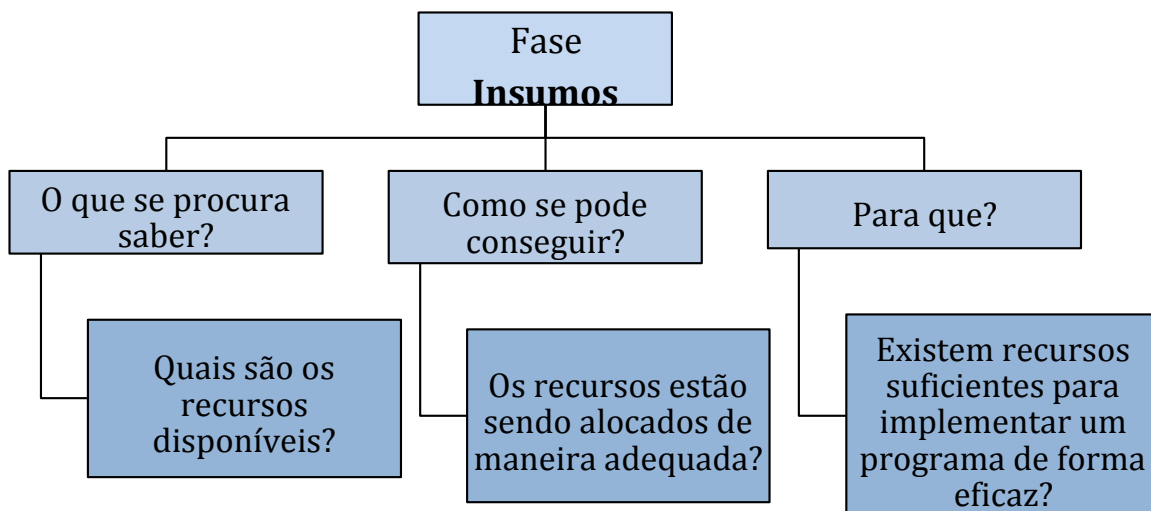 Fase
Insumos
O que se procura
saber?
Como se pode
conseguir?
Para que?
Quais são os
recursos
disponíveis?
Os recursos estão
sendo alocados de
maneira adequada?
Existem recursos
suficientes para
implementar um
programa de forma
eficaz?